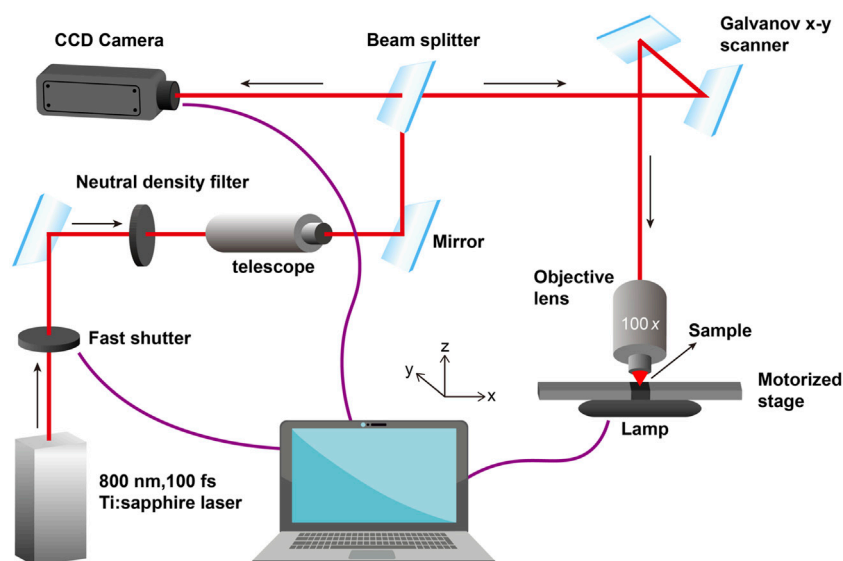 CCD Camera
Beam splitter
Galvanov x-y
scanner
Neutral density filter
telescope
Mirror
Objective
lens
100 x
Sample
Fast shutter
z
y
x
Motorized
stage
Lamp
800 nm,100 fs
Ti:sapphire laser